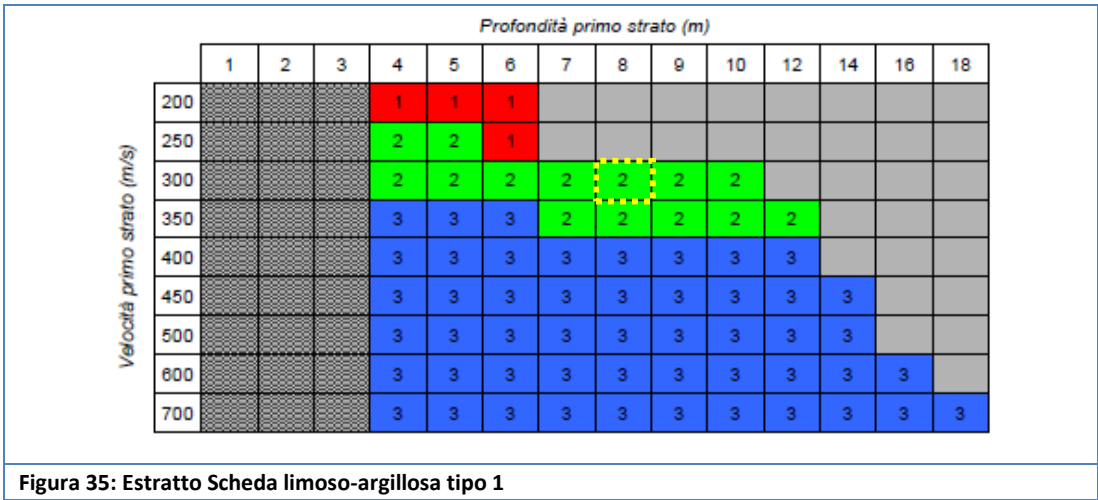 Profondità primo strato (m)
1 2 3 4 5 6 7 8 9 10 12 14 16 18
Velocità primo strato (m/s)
200 1 1 1
250 2 2 1
300 2 2 2 2 2 2 2
350 3 3 3 2 2 2 2 2
400 3 3 3 3 3 3 3 3
450 3 3 3 3 3 3 3 3 3
500 3 3 3 3 3 3 3 3 3
600 3 3 3 3 3 3 3 3 3 3
700 3 3 3 3 3 3 3 3 3 3 3
Figura 35: Estratto Scheda limoso-argillosa tipo 1